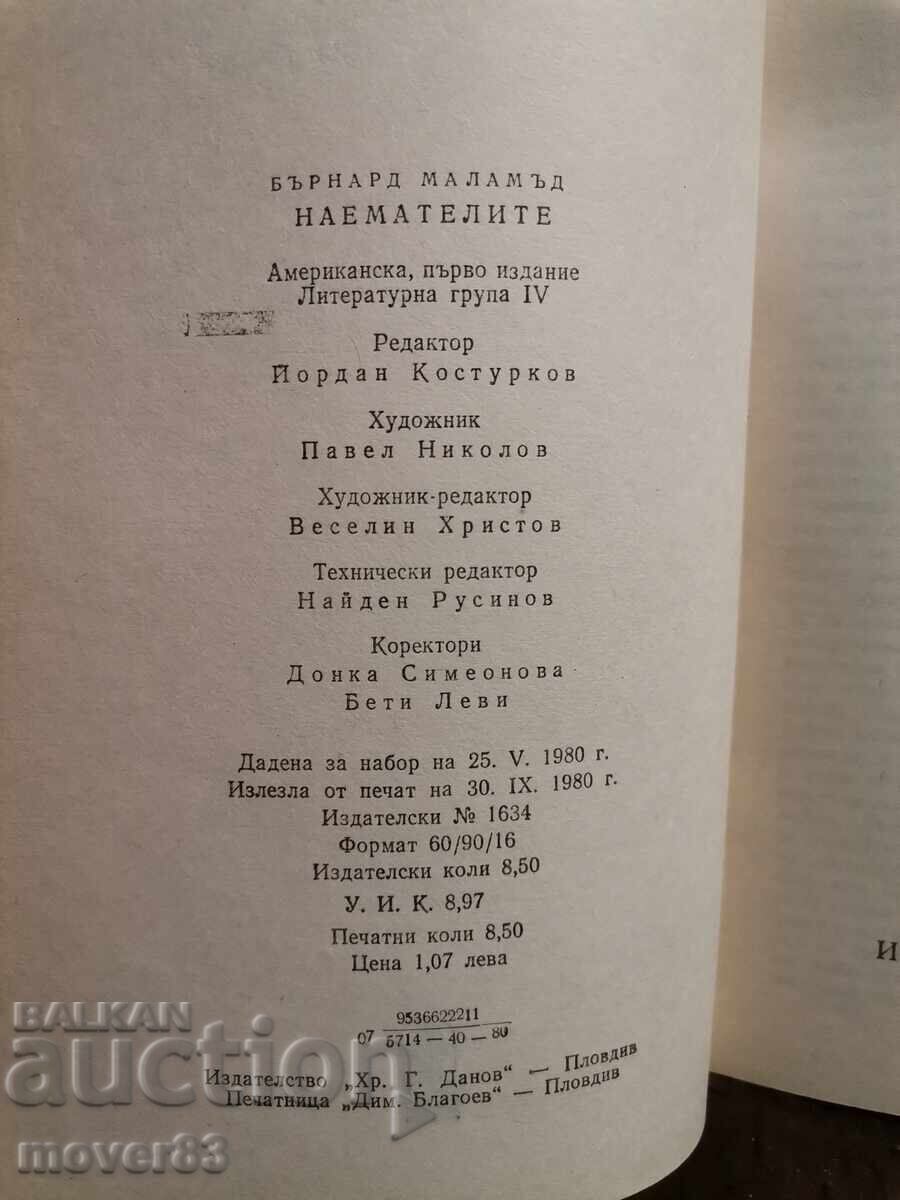 БЪРНАРД МАЛАМЪД
НАЕМАТЕЛИТЕ
Американска, първо издание
Литературна група IV
Редактор
Йордан Костурков
Художник
Павел Николов
Художник-редактор
Веселин Христов
Технически редактор
Найден Русинов
Коректори
Донка Симеонова
Бети Леви
Дадена за набор на 25. V. 1980 г.
Излезла от печат на 30. IX. 1980 г.
Издателски № 1634
Формат 60/90/16
Издателски коли 8,50
У. И. К. 8,97
Печатни коли 8,50
Цена 1,07 лева
9536622211
07 5714 — 40 — 80
Издателство „Хр. Г. Данов“ — Пловдив
Печатница „Дим. Благоев“ — Пловдив
И
BALKAN
auction
mover83